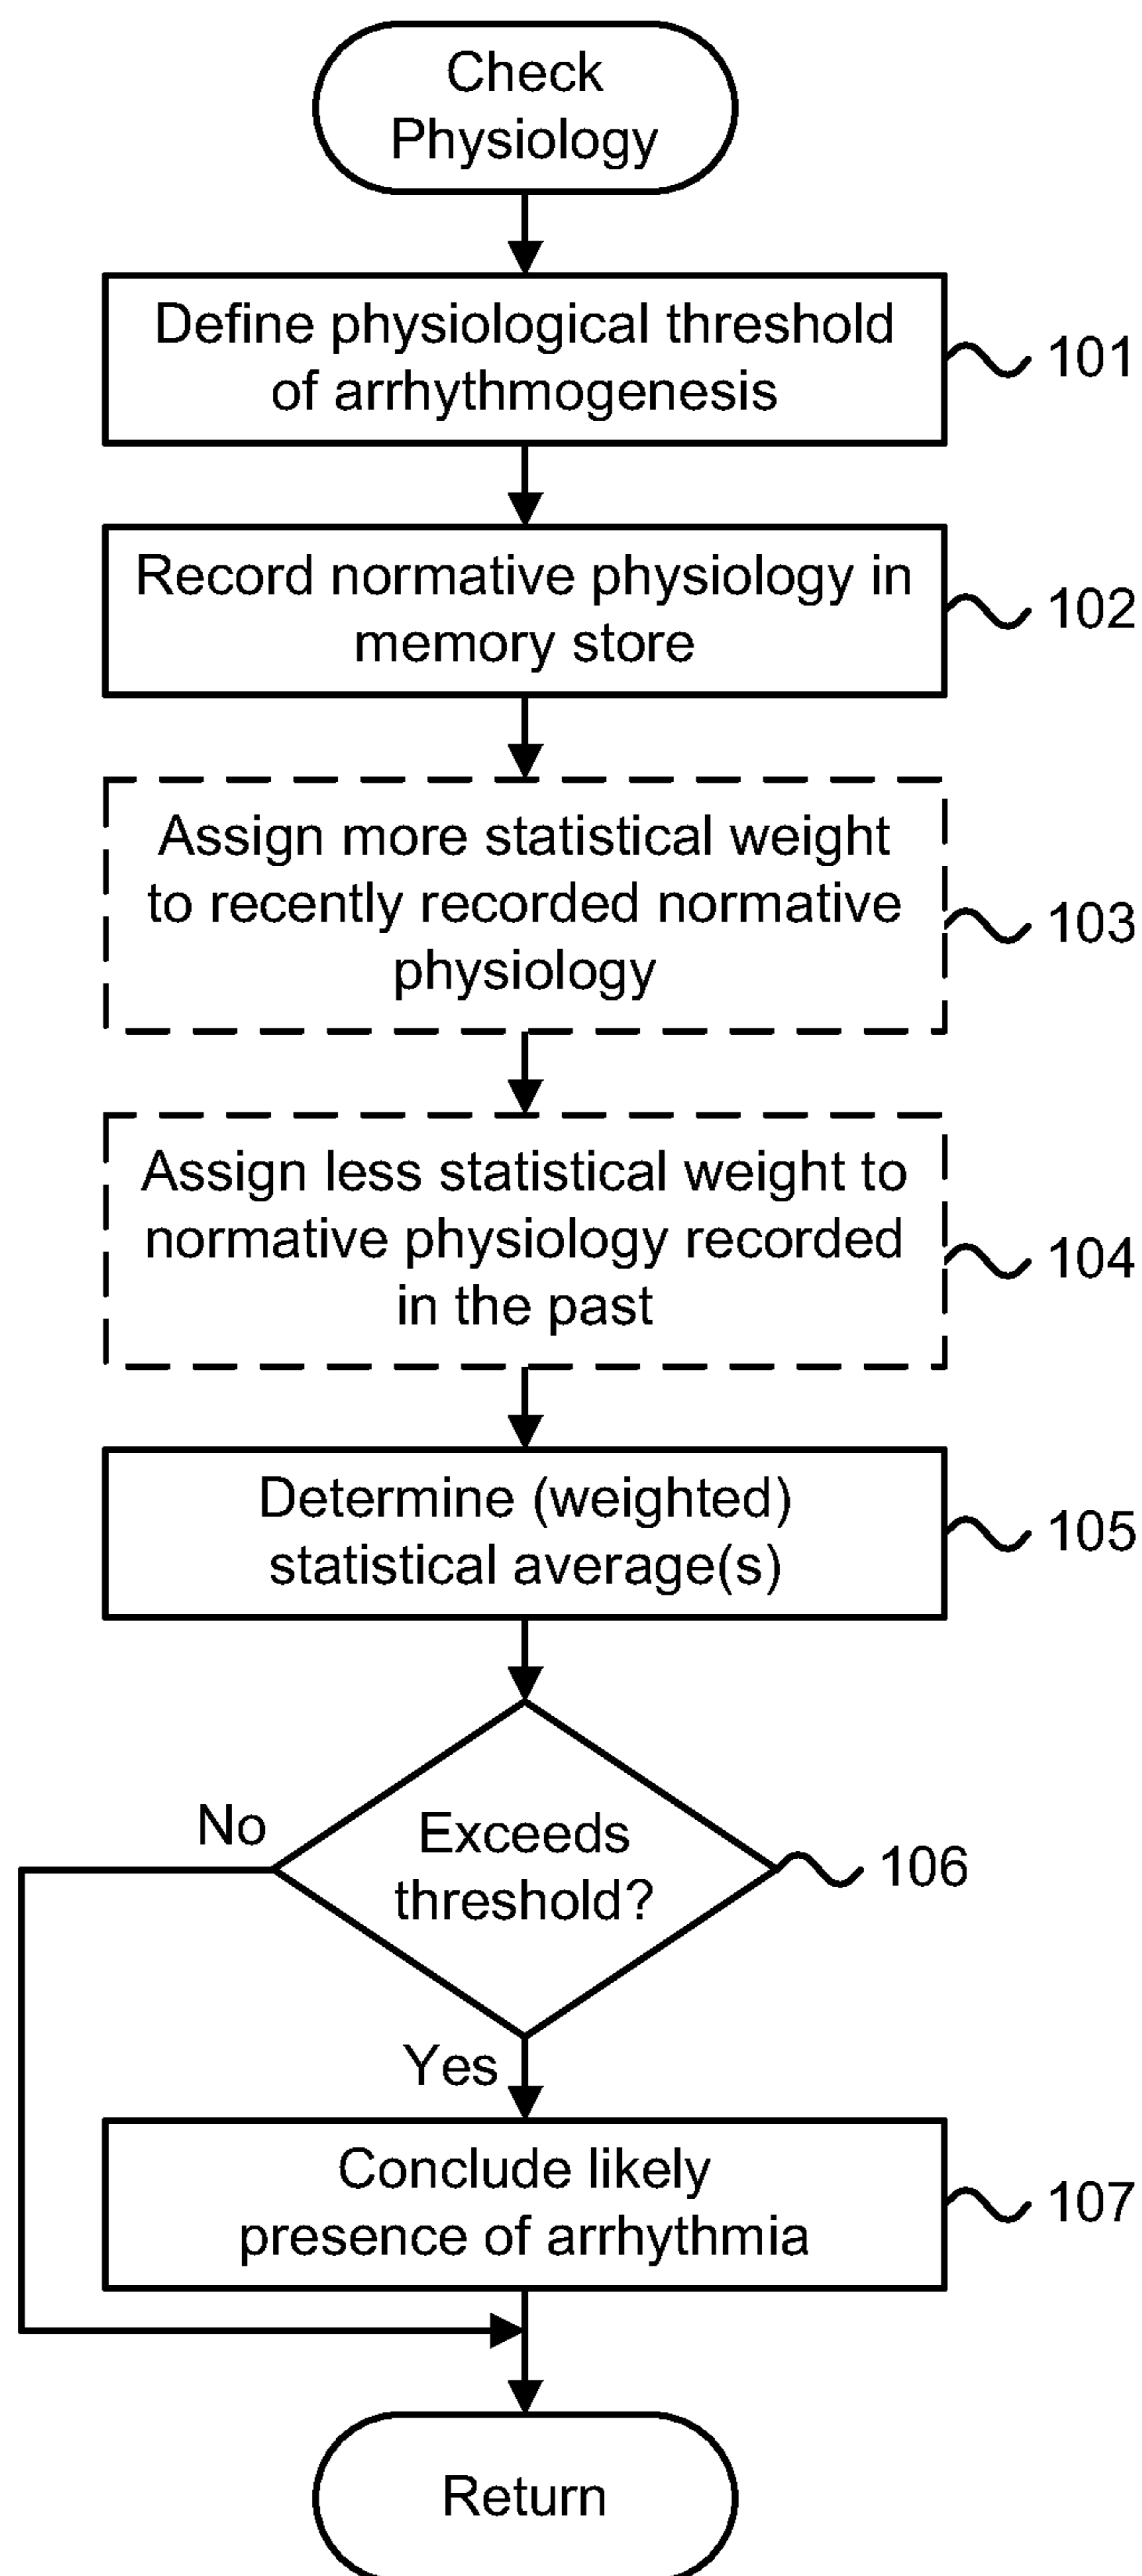 Check
Physiology
Define physiological threshold
of arrhythmogenesis
101
Record normative physiology in
memory store
102
Assign more statistical weight
to recently recorded normative
physiology
103
Assign less statistical weight to
normative physiology recorded
in the past
104
Determine (weighted)
statistical average(s)
105
Exceeds
threshold?
106
No
Yes
Conclude likely
presence of arrhythmia
107
Return